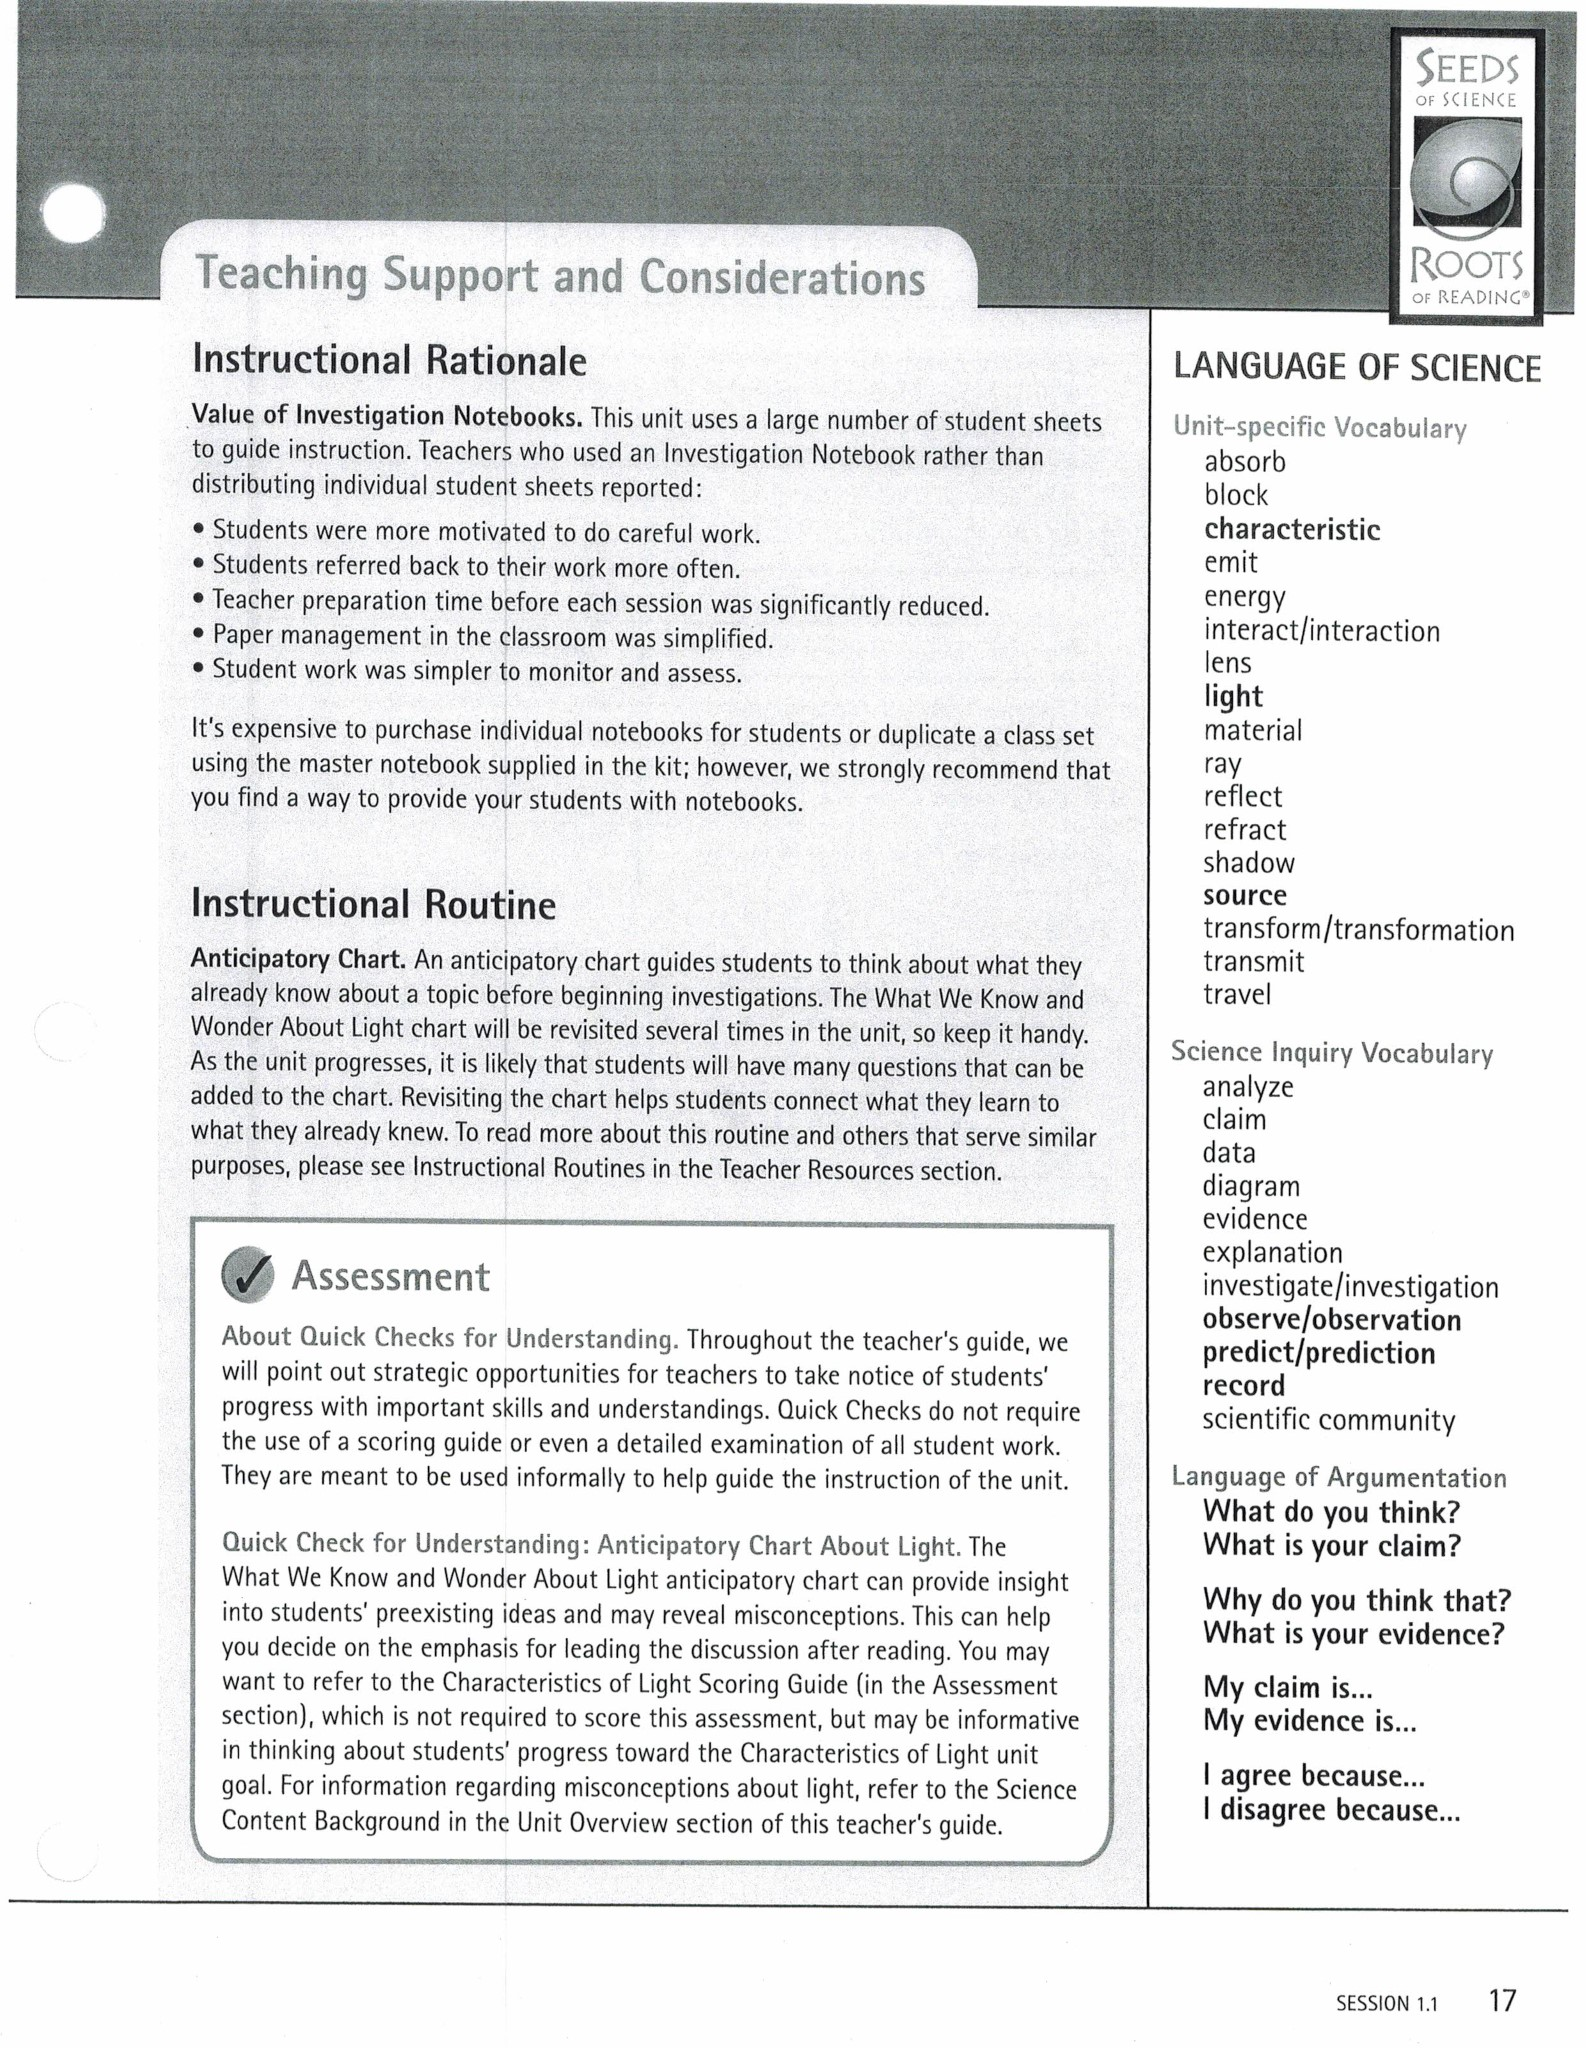 SEEDS
OF SCIENCE
ROOTS
OF READING®
Teaching Support and Considerations
Instructional Rationale
Value of Investigation Notebooks. This unit uses a large number of student sheets
to guide instruction. Teachers who used an Investigation Notebook rather than
distributing individual student sheets reported:
• Students were more motivated to do careful work.
• Students referred back to their work more often.
• Teacher preparation time before each session was significantly reduced.
• Paper management in the classroom was simplified.
• Student work was simpler to monitor and assess.
It's expensive to purchase individual notebooks for students or duplicate a class set
using the master notebook supplied in the kit; however, we strongly recommend that
you find a way to provide your students with notebooks.
Instructional Routine
Anticipatory Chart. An anticipatory chart guides students to think about what they
already know about a topic before beginning investigations. The What We Know and
Wonder About Light chart will be revisited several times in the unit, so keep it handy.
As the unit progresses, it is likely that students will have many questions that can be
added to the chart. Revisiting the chart helps students connect what they learn to
what they already knew. To read more about this routine and others that serve similar
purposes, please see Instructional Routines in the Teacher Resources section.
Assessment
About Quick Checks for Understanding. Throughout the teacher's guide, we
will point out strategic opportunities for teachers to take notice of students'
progress with important skills and understandings. Quick Checks do not require
the use of a scoring guide or even a detailed examination of all student work.
They are meant to be used informally to help guide the instruction of the unit.
Quick Check for Understanding: Anticipatory Chart About Light. The
What We Know and Wonder About Light anticipatory chart can provide insight
into students' preexisting ideas and may reveal misconceptions. This can help
you decide on the emphasis for leading the discussion after reading. You may
want to refer to the Characteristics of Light Scoring Guide (in the Assessment
section), which is not required to score this assessment, but may be informative
in thinking about students' progress toward the Characteristics of Light unit
goal. For information regarding misconceptions about light, refer to the Science
Content Background in the Unit Overview section of this teacher's guide.
LANGUAGE OF SCIENCE
Unit-specific Vocabulary
absorb
block
characteristic
emit
energy
interact/interaction
lens
light
material
ray
reflect
refract
shadow
source
transform/transformation
transmit
travel
Science Inquiry Vocabulary
analyze
claim
data
diagram
evidence
explanation
investigate/investigation
observe/observation
predict/prediction
record
scientific community
Language of Argumentation
What do you think?
What is your claim?
Why do you think that?
What is your evidence?
My claim is...
My evidence is...
I agree because...
I disagree because...
SESSION 1.1 17